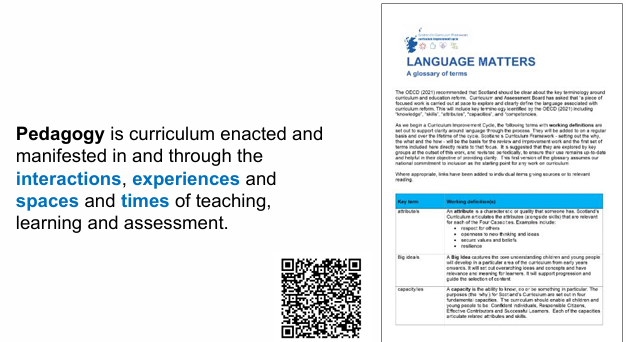 Pedagogy is curriculum enacted and
manifested in and through the
interactions, experiences and
spaces and times of teaching,
learning and assessment.
LANGUAGE MATTERS
A glossary of terms
The OECD (2021) recommended that Scotland should be clear about the key terminology around
curriculum and education reform. Curriculum and Assessment Board has asked that "a piece of
focused work is carried out at pace to explore and clearly define the language associated with
curriculum reform. This will include key terminology identified by the OECD (2021) including
"knowledge", "skills", "attributes", "capacities", and "competencies.
As we begin a Curriculum Improvement Cycle, the following terms with working definitions are
set out to support clarity around language through the process. They will be added to on a regular
basis and over the lifetime of the cycle. Scotland's Curriculum Framework - setting out the why,
the what and the how - will be the basis for the review and improvement work and the first set of
terms included here directly relate to that focus. It is suggested that they are explored by key
groups at the outset of this work, and revisited periodically, to ensure their use remains up-to-date
and helpful in their objective of providing clarity. The first version of the glossary assumes our
national commitment to inclusion as the starting point for any work on curriculum
Where appropriate, links have been added to individual items giving sources or to relevant
reading.
Key term
Working definition(s)
attribute/s
An attribute is a characteristic or quality that someone has. Scotland's
Curriculum articulates the attributes (alongside skills) that are relevant
for each of the Four Capacities. Examples include:
• respect for others
• openness to new thinking and ideas
• secure values and beliefs
• resilience
Big idea/s
A Big Idea captures the core understanding children and young people
will develop in a particular area of the curriculum from early years
onwards. It will set out overarching ideas and concepts and have
relevance and meaning for learners. It will support progression and
guide the selection of content
capacity/ies
A capacity is the ability to know, do or be something in particular. The
purposes (the 'why') for Scotland's Curriculum are set out in four
fundamental capacities. The curriculum should enable all children and
young people to be: Confident Individuals, Responsible Citizens,
Effective Contributors and Successful Learners. Each of the capacities
articulate related attributes and skills.